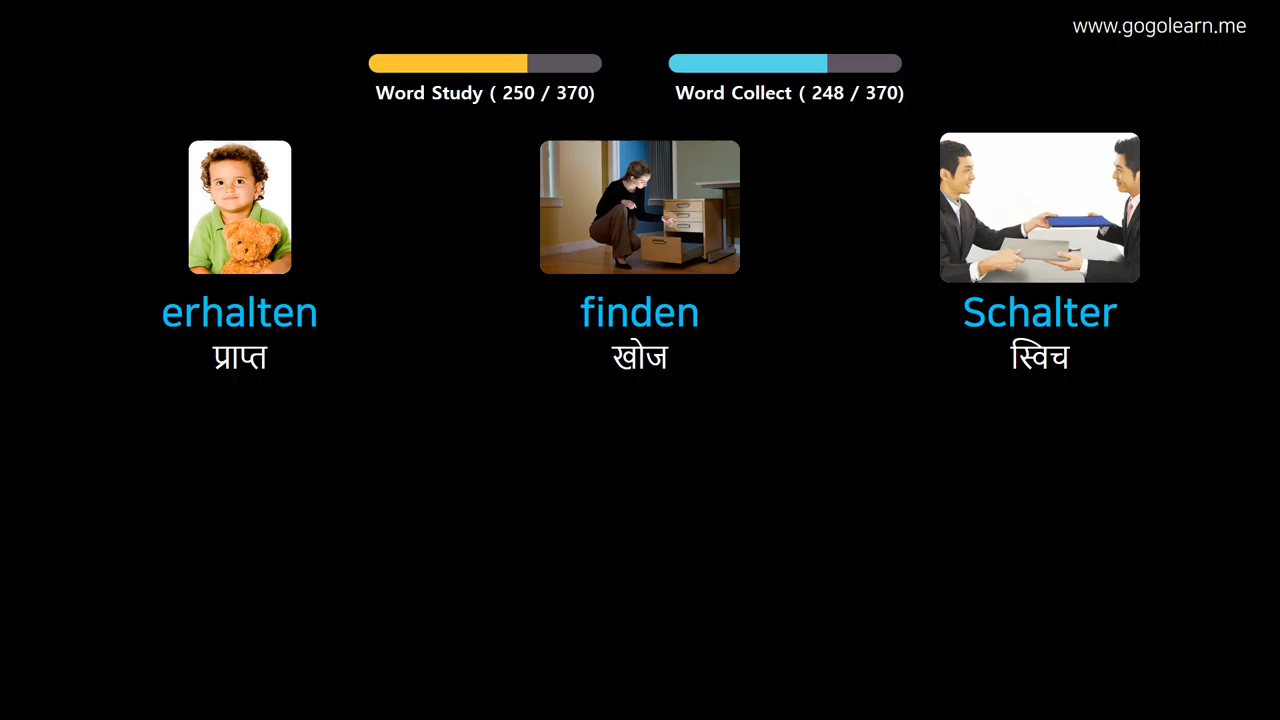 www.gogolearn.me
Word Study ( 250 / 370)
Word Collect ( 248 / 370)
erhalten
प्राप्त
finden
खोज
Schalter
स्विच